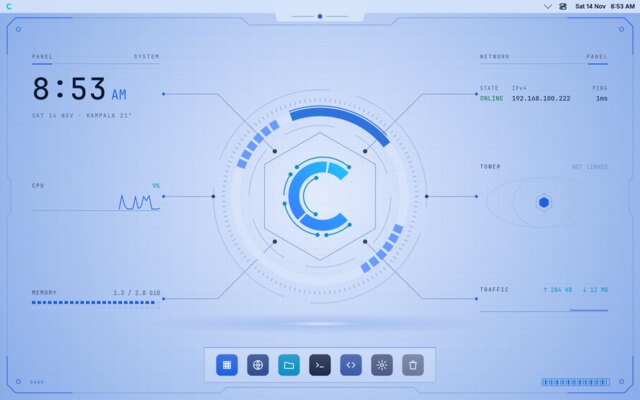 Sat 14 Nov 8:53 AM
PANEL SYSTEM
8:53 AM
SAT 14 NOV · KAMPALA 21°
CPU 9%
MEMORY 1.3 / 2.0 GiB
NETWORK PANEL
STATE IPv4 PING
ONLINE 192.168.100.222 1ms
TOWER NOT LINKED
TRAFFIC ↑ 204 KB ↓ 12 MB